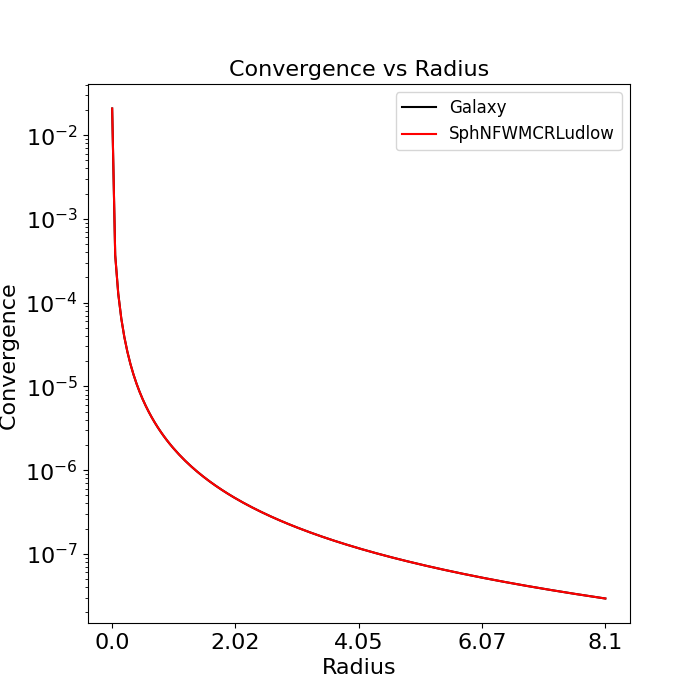 Convergence vs Radius
Galaxy
SphNFWMCRLudlow
Convergence
10⁻²
10⁻³
10⁻⁴
10⁻⁵
10⁻⁶
10⁻⁷
0.0 2.02 4.05 6.07 8.1
Radius